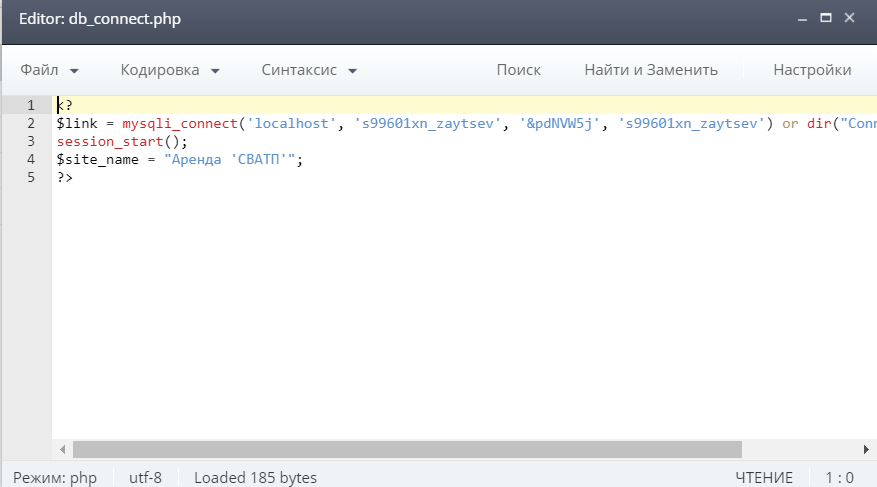 Editor: db_connect.php
Файл Кодировка Синтаксис Поиск Найти и Заменить Настройки
1 <?
2 $link = mysqli_connect('localhost', 's99601xn_zaytsev', '&pdNVW5j', 's99601xn_zaytsev') or dir("Conn
3 session_start();
4 $site_name = "Аренда 'СВАТП'";
5 ?>
Режим: php utf-8 Loaded 185 bytes ЧТЕНИЕ 1 : 0